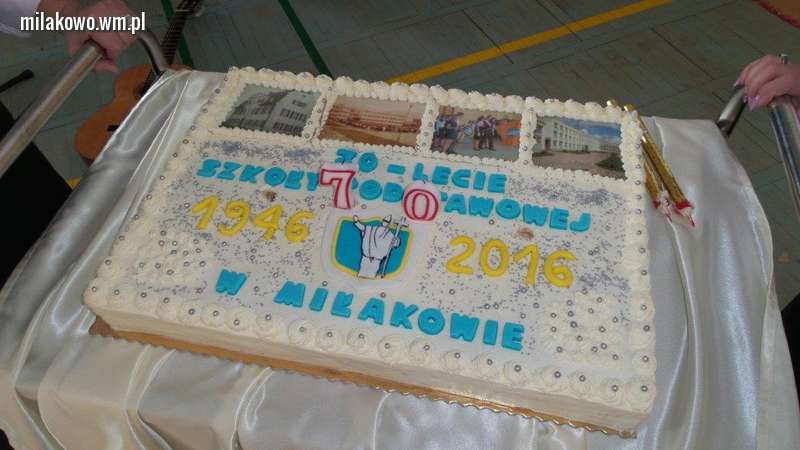 milakowo.wm.pl
70 - LECIE
SZKOŁY PODSTAWOWEJ
70
1946 2016
W MIŁAKOWIE